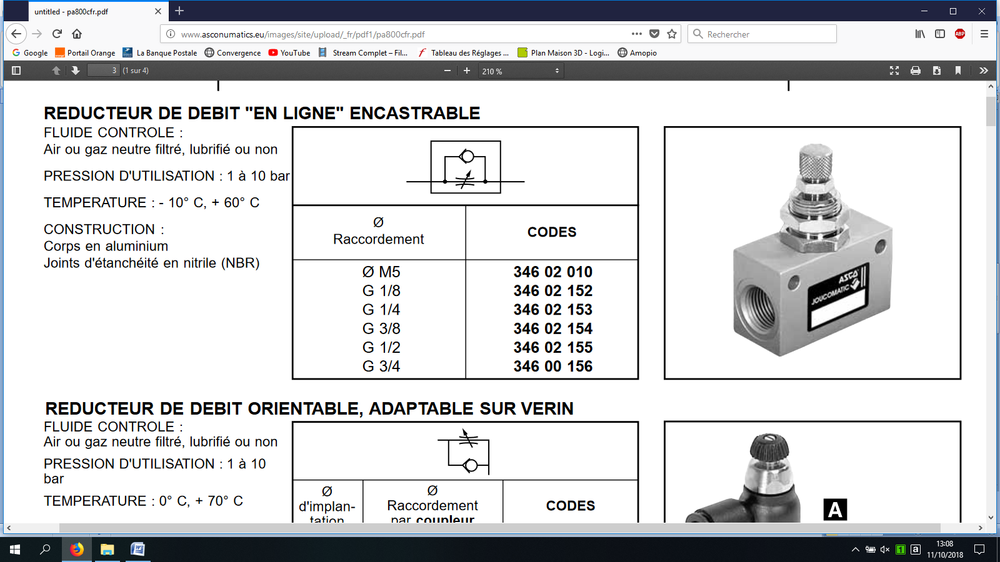 untitled - pa800cfr.pdf
www.asconumatics.eu/images/site/upload/_fr/pdf1/pa800cfr.pdf
Rechercher
ABP
Google
Portail Orange
La Banque Postale
Convergence
YouTube
Stream Complet – Fil...
Tableau des Réglages ...
Plan Maison 3D - Logi...
Amopio
3
(1 sur 4)
210 %
REDUCTEUR DE DEBIT "EN LIGNE" ENCASTRABLE
FLUIDE CONTROLE :
Air ou gaz neutre filtré, lubrifié ou non
PRESSION D'UTILISATION : 1 à 10 bar
TEMPERATURE : - 10° C, + 60° C
CONSTRUCTION :
Corps en aluminium
Joints d'étanchéité en nitrile (NBR)
Ø
Raccordement
CODES
Ø M5 346 02 010
G 1/8 346 02 152
G 1/4 346 02 153
G 3/8 346 02 154
G 1/2 346 02 155
G 3/4 346 00 156
ASCO
JOUCOMATIC
REDUCTEUR DE DEBIT ORIENTABLE, ADAPTABLE SUR VERIN
FLUIDE CONTROLE :
Air ou gaz neutre filtré, lubrifié ou non
PRESSION D'UTILISATION : 1 à 10
bar
TEMPERATURE : 0° C, + 70° C
Ø
d'implan-
tation
Ø
Raccordement
par coupleur
CODES
A
1
a
13:08
11/10/2018